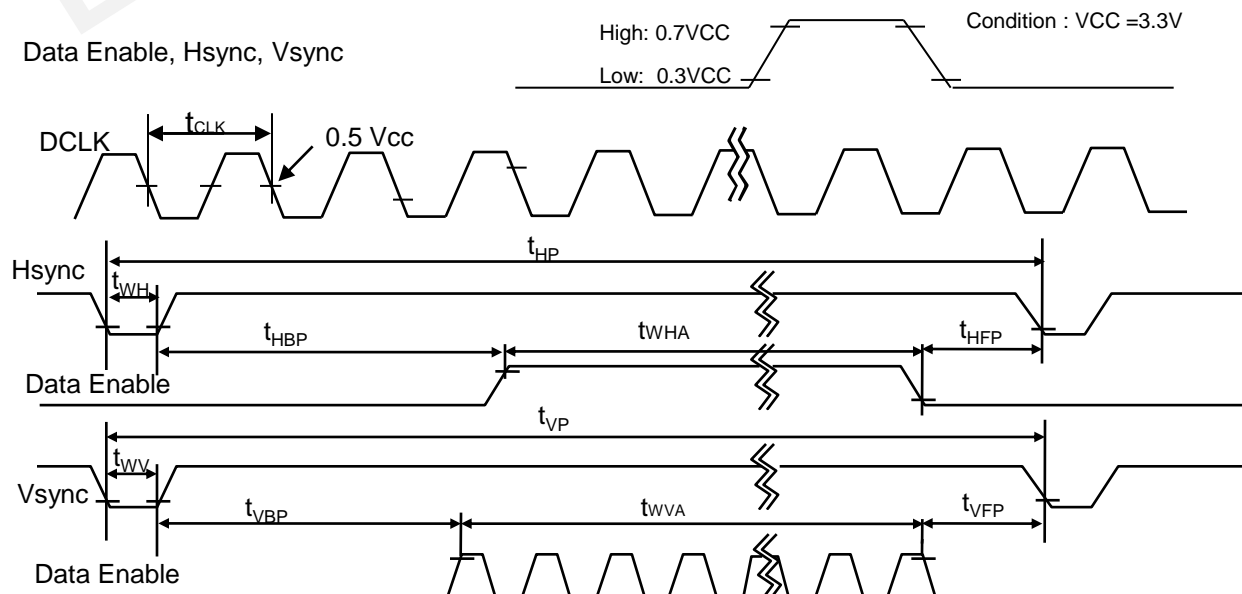 Data Enable, Hsync, Vsync
High: 0.7VCC
Low: 0.3VCC
Condition : VCC =3.3V
DCLK
tCLK
0.5 Vcc
Hsync
tHP
tWH
tHBP
tWHA
tHFP
Data Enable
tVP
tWV
Vsync
tVBP
tWVA
tVFP
Data Enable